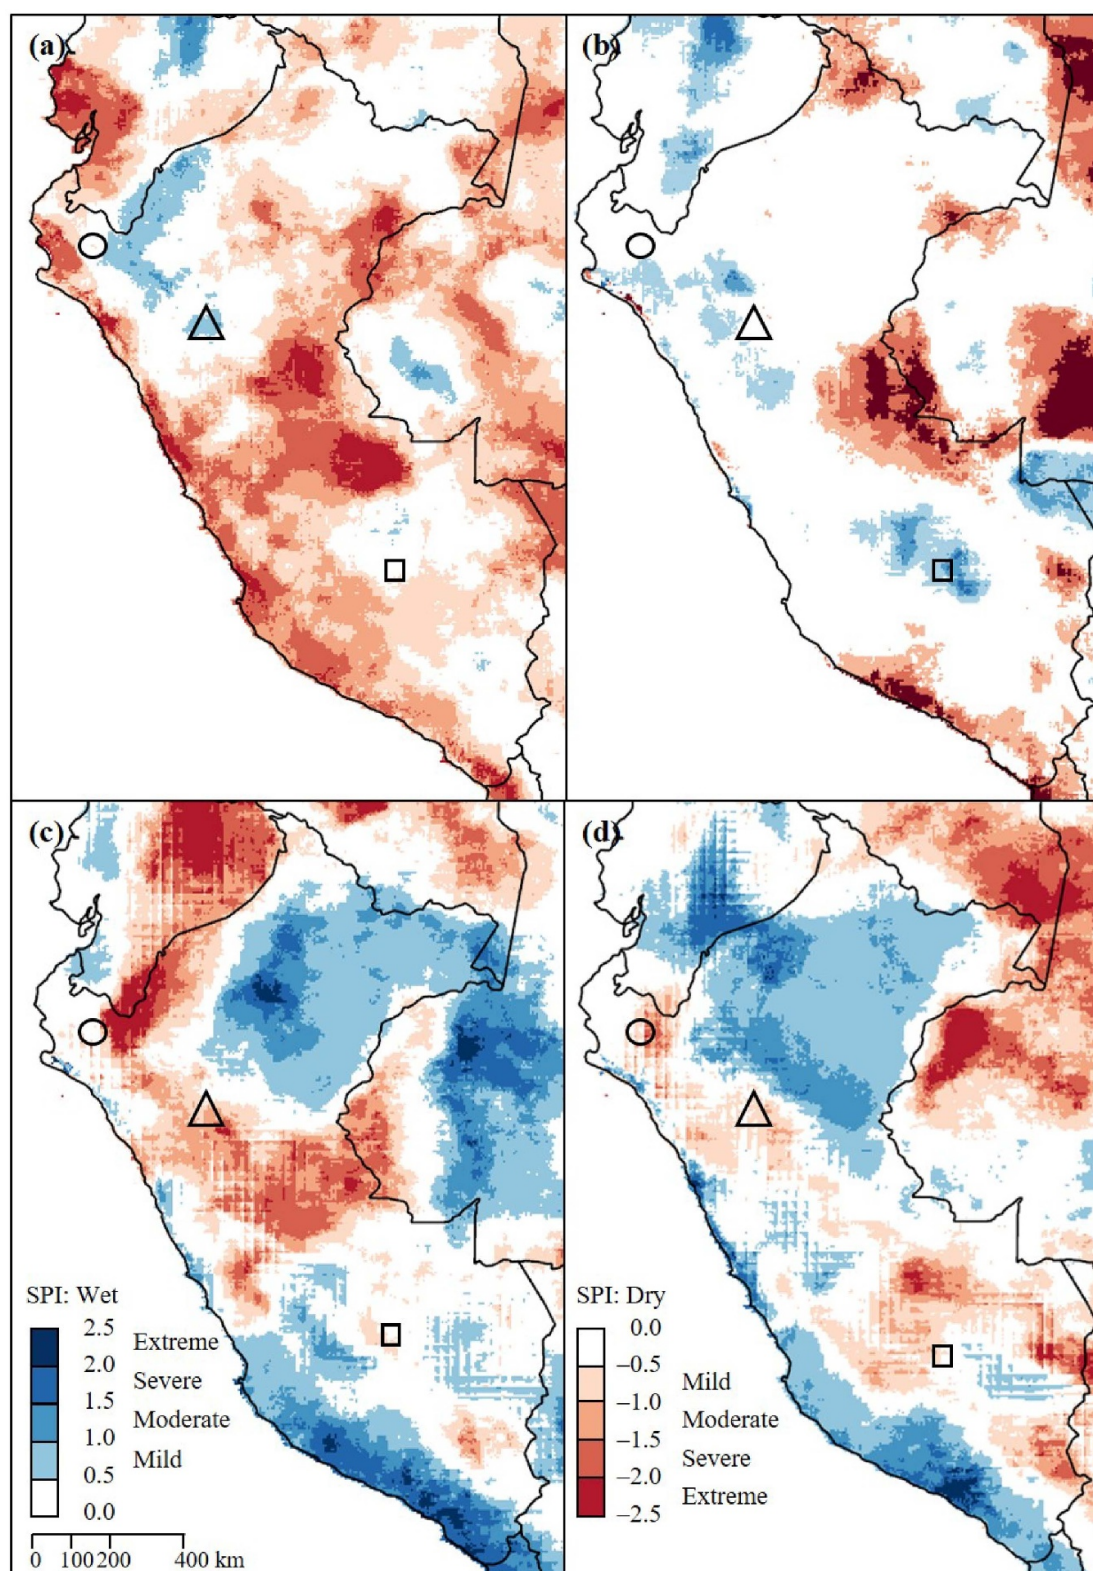 (a)
(b)
(c)
(d)
SPI: Wet
2.5
Extreme
2.0
Severe
1.5
Moderate
1.0
Mild
0.5
0.0
0 100 200 400 km
SPI: Dry
0.0
–0.5
Mild
–1.0
Moderate
–1.5
Severe
–2.0
Extreme
–2.5